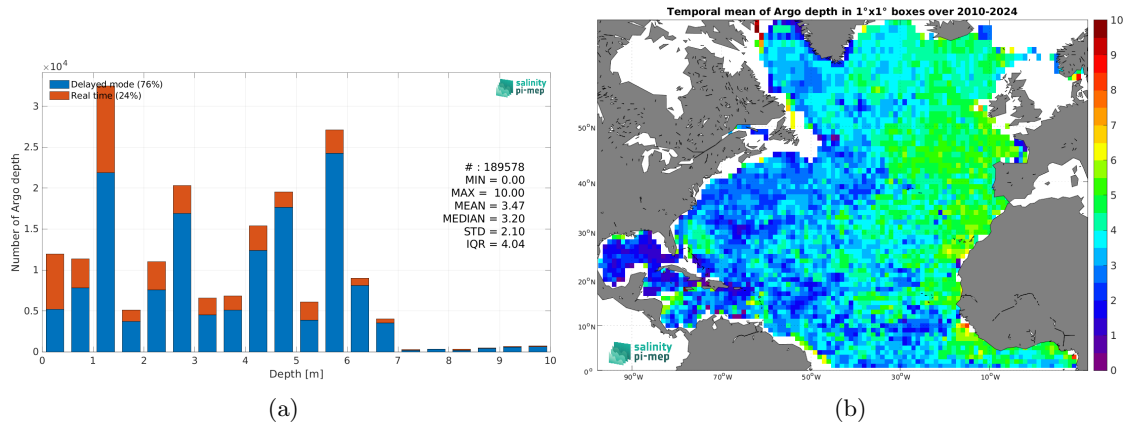 ×10⁴
Delayed mode (76%)
Real time (24%)
salinity
pi-mep
3
2.5
2
1.5
1
0.5
0
# : 189578
MIN = 0.00
MAX = 10.00
MEAN = 3.47
MEDIAN = 3.20
STD = 2.10
IQR = 4.04
Number of Argo depth
0 1 2 3 4 5 6 7 8 9 10
Depth [m]
(a)
Temporal mean of Argo depth in 1°x1° boxes over 2010-2024
50°N
40°N
30°N
20°N
10°N
0°
90°W 70°W 50°W 30°W 10°W
salinity
pi-mep
10
9
8
7
6
5
4
3
2
1
0
(b)